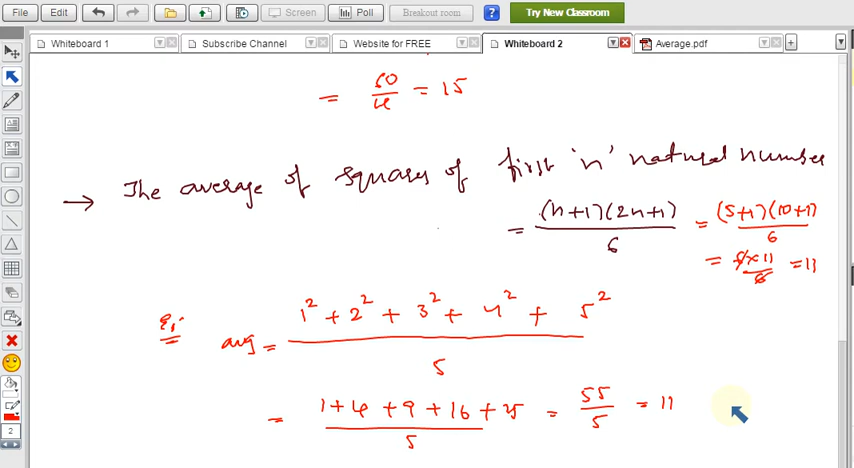 File Edit Screen Poll Breakout room ? Try New Classroom
Whiteboard 1 Subscribe Channel Website for FREE Whiteboard 2 Average.pdf +
= 60/4 = 15
→ The average of squares of first 'n' natural number
= (n+1)(2n+1)/6 = (5+1)(10+1)/6
= 6×11/6 = 11
Ex: avg = 1² + 2² + 3² + 4² + 5² / 5
= 1+4+9+16+25 / 5 = 55/5 = 11
2